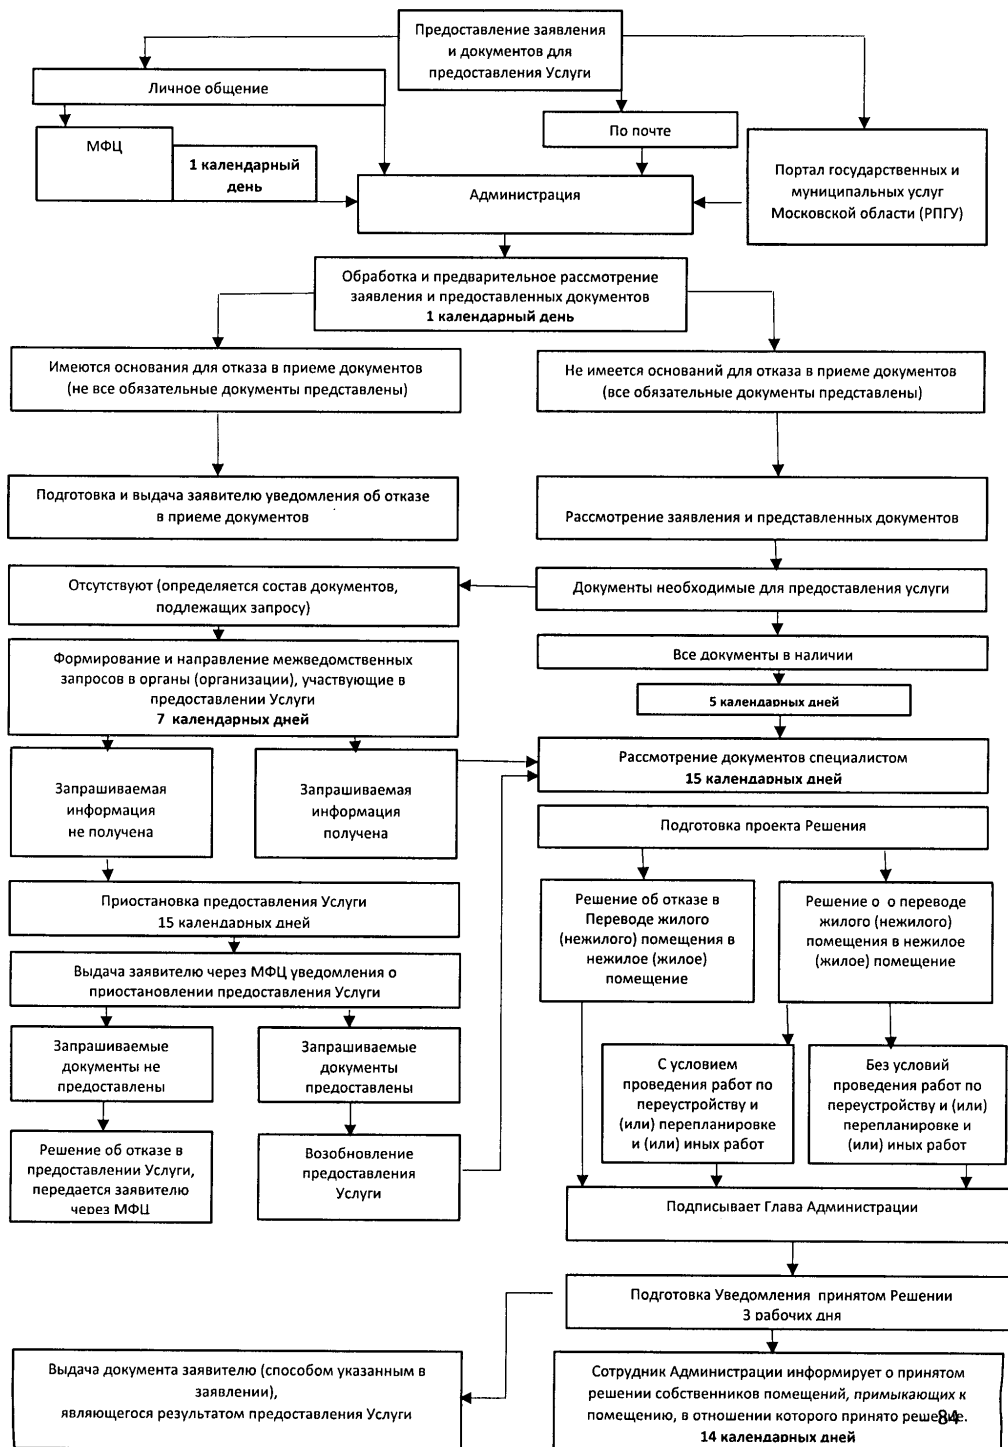 Предоставление заявления
и документов для
предоставления Услуги
Личное общение
МФЦ
1 календарный
день
По почте
Администрация
Портал государственных и
муниципальных услуг
Московской области (РПГУ)
Обработка и предварительное рассмотрение
заявления и предоставленных документов
1 календарный день
Имеются основания для отказа в приеме документов
(не все обязательные документы представлены)
Не имеется оснований для отказа в приеме документов
(все обязательные документы представлены)
Подготовка и выдача заявителю уведомления об отказе
в приеме документов
Рассмотрение заявления и представленных документов
Отсутствуют (определяется состав документов,
подлежащих запросу)
Документы необходимые для предоставления услуги
Формирование и направление межведомственных
запросов в органы (организации), участвующие в
предоставлении Услуги
7 календарных дней
Все документы в наличии
5 календарных дней
Запрашиваемая
информация
не получена
Запрашиваемая
информация
получена
Рассмотрение документов специалистом
15 календарных дней
Подготовка проекта Решения
Приостановка предоставления Услуги
15 календарных дней
Решение об отказе в
Переводе жилого
(нежилого) помещения в
нежилое (жилое)
помещение
Решение о о переводе
жилого (нежилого)
помещения в нежилое
(жилое) помещение
Выдача заявителю через МФЦ уведомления о
приостановлении предоставления Услуги
Запрашиваемые
документы не
предоставлены
Запрашиваемые
документы
предоставлены
С условием
проведения работ по
переустройству и
(или) перепланировке
и (или) иных работ
Без условий
проведения работ по
переустройству и (или)
перепланировке и
(или) иных работ
Решение об отказе в
предоставлении Услуги,
передается заявителю
через МФЦ
Возобновление
предоставления
Услуги
Подписывает Глава Администрации
Подготовка Уведомления принятом Решении
3 рабочих дня
Выдача документа заявителю (способом указанным в
заявлении),
являющегося результатом предоставления Услуги
Сотрудник Администрации информирует о принятом
решении собственников помещений, примыкающих к
помещению, в отношении которого принято решение.
14 календарных дней
84